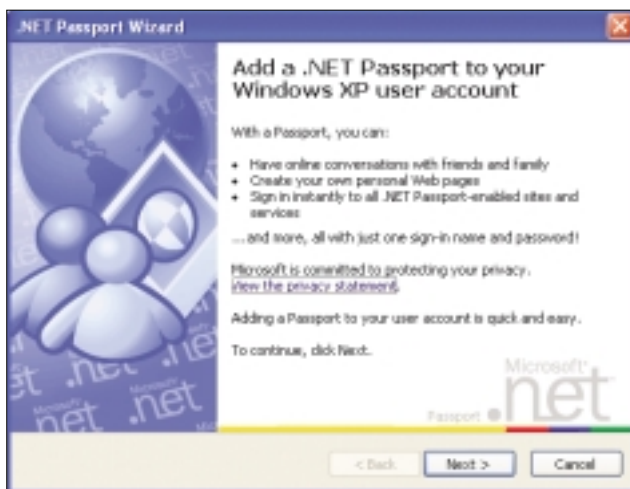 .NET Passport Wizard
Add a .NET Passport to your
Windows XP user account
With a Passport, you can:
• Have online conversations with friends and family
• Create your own personal Web pages
• Sign in instantly to all .NET Passport-enabled sites and
services
...and more, all with just one sign-in name and password!
Microsoft is committed to protecting your privacy.
View the privacy statement.
Adding a Passport to your user account is quick and easy.
To continue, click Next.
Microsoft
Passport .net
.net
.net
.net
< Back
Next >
Cancel